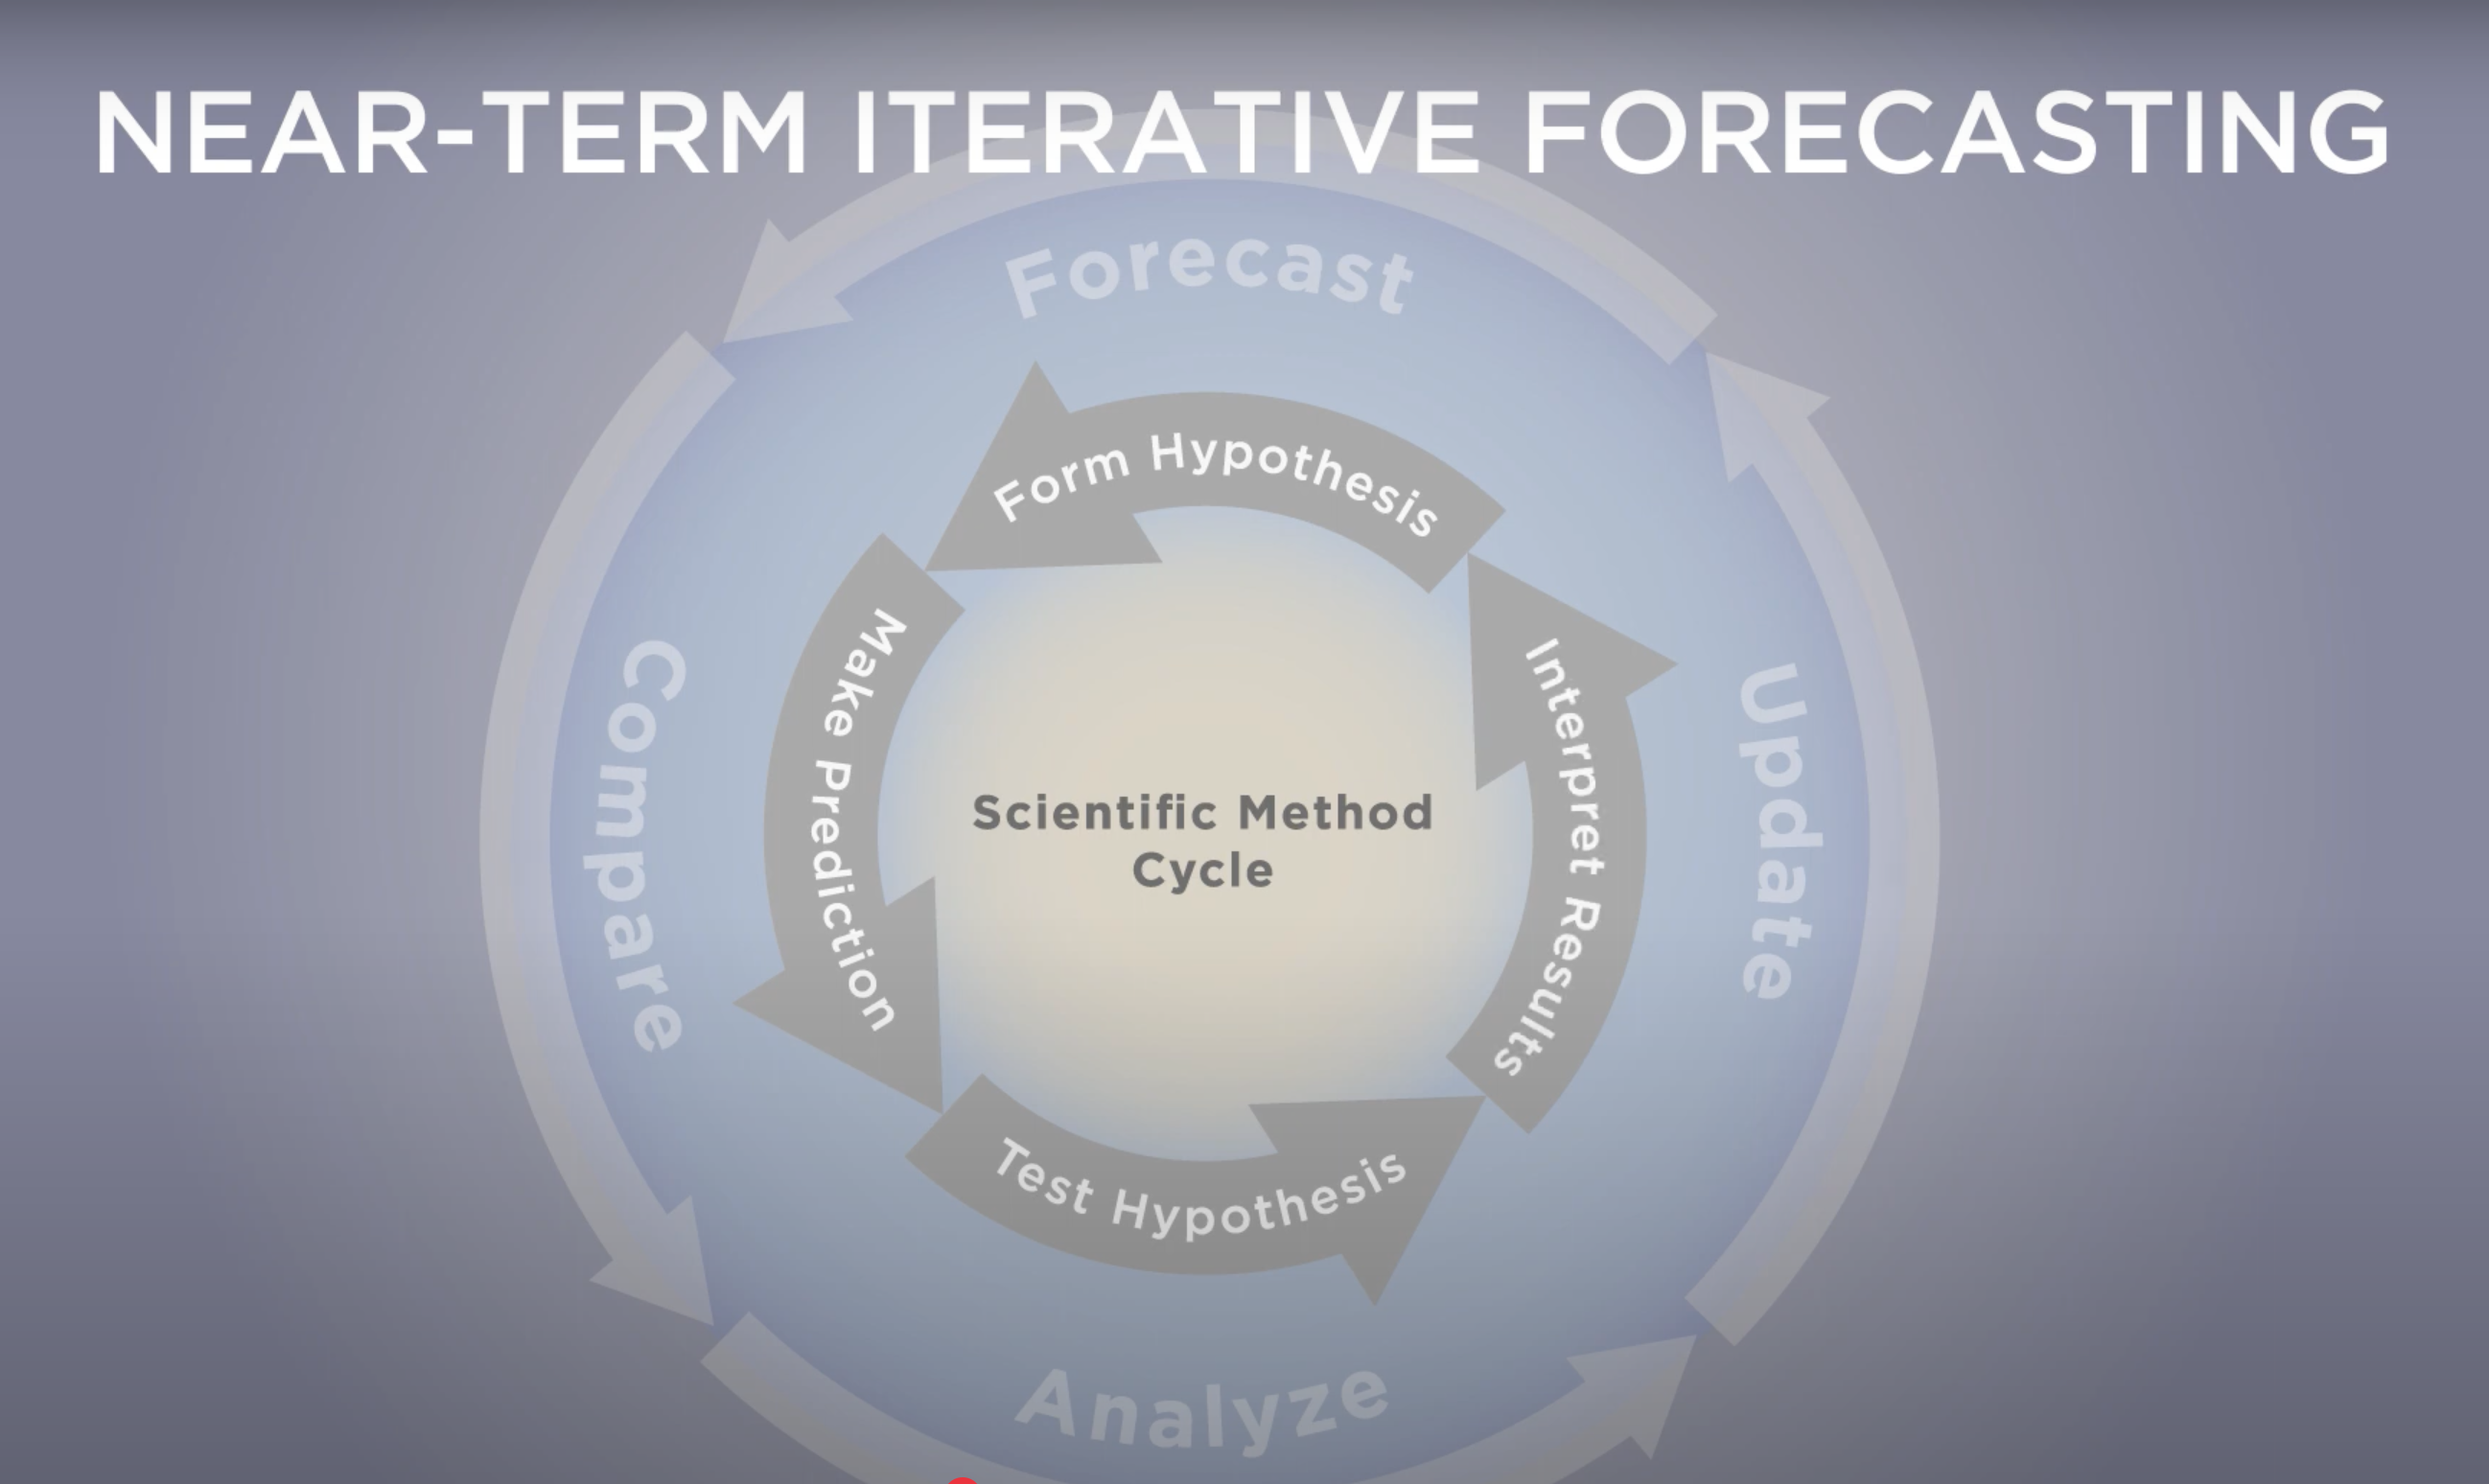 NEAR-TERM ITERATIVE FORECASTING
Forecast
Form Hypothesis
Compare
Make Prediction
Scientific Method
Cycle
Interpret Results
Update
Test Hypothesis
Analyze